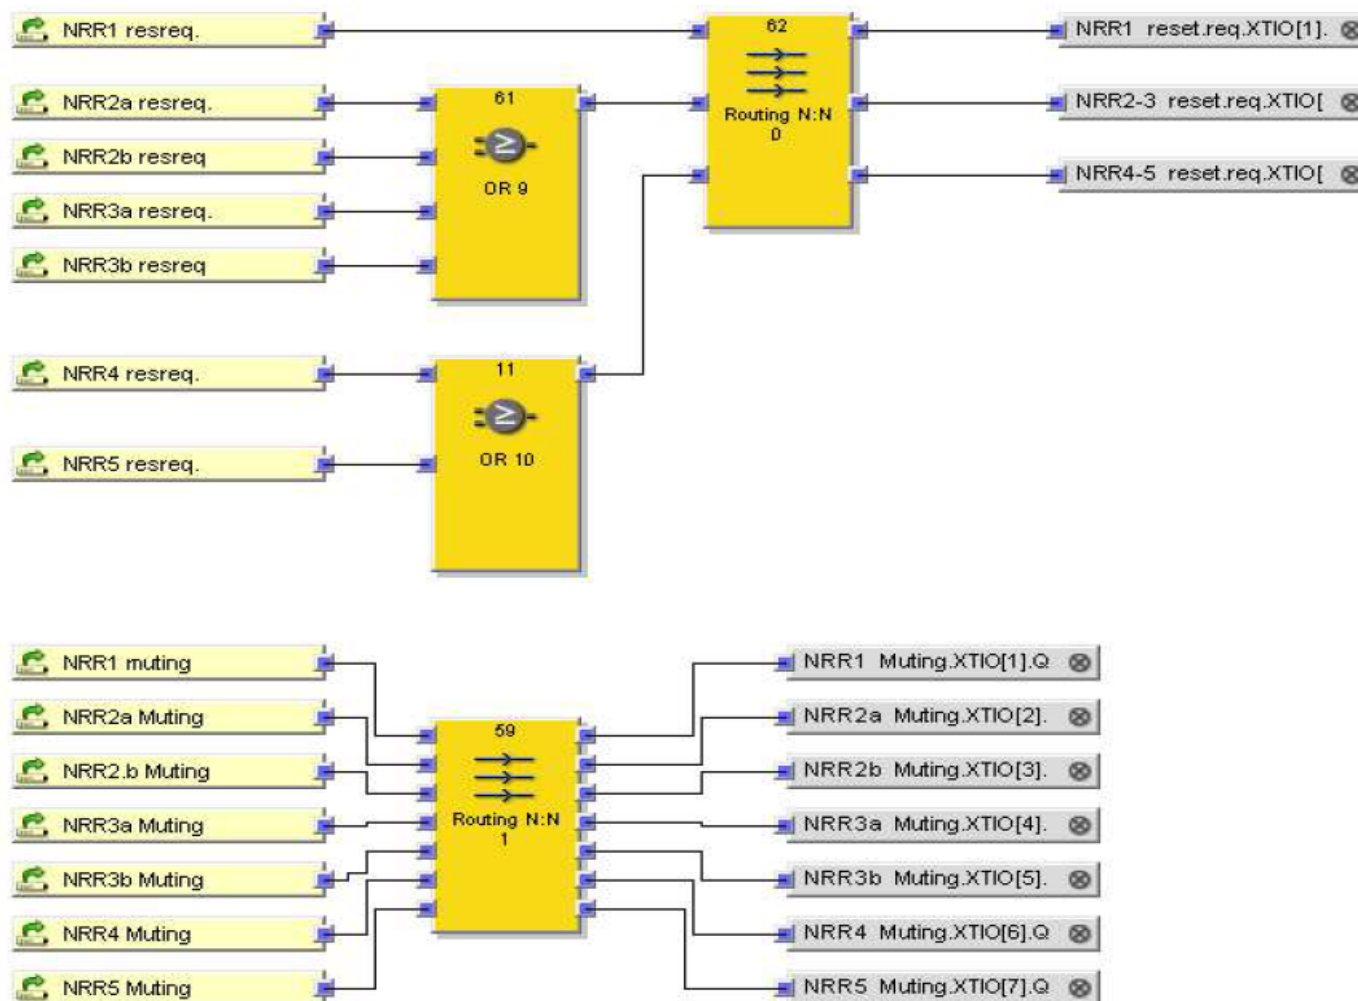 NRR1 resreq.
62
NRR1 reset.req.XTIO[1].
NRR2a resreq.
61
Routing N:N
0
NRR2-3 reset.req.XTIO[
NRR2b resreq
OR 9
NRR4-5 reset.req.XTIO[
NRR3a resreq.
NRR3b resreq
NRR4 resreq.
11
OR 10
NRR5 resreq.
NRR1 muting
NRR1 Muting.XTIO[1].Q
NRR2a Muting
59
NRR2a Muting.XTIO[2].
NRR2.b Muting
NRR2b Muting.XTIO[3].
NRR3a Muting
Routing N:N
1
NRR3a Muting.XTIO[4].
NRR3b Muting
NRR3b Muting.XTIO[5].
NRR4 Muting
NRR4 Muting.XTIO[6].Q
NRR5 Muting
NRR5 Muting.XTIO[7].Q